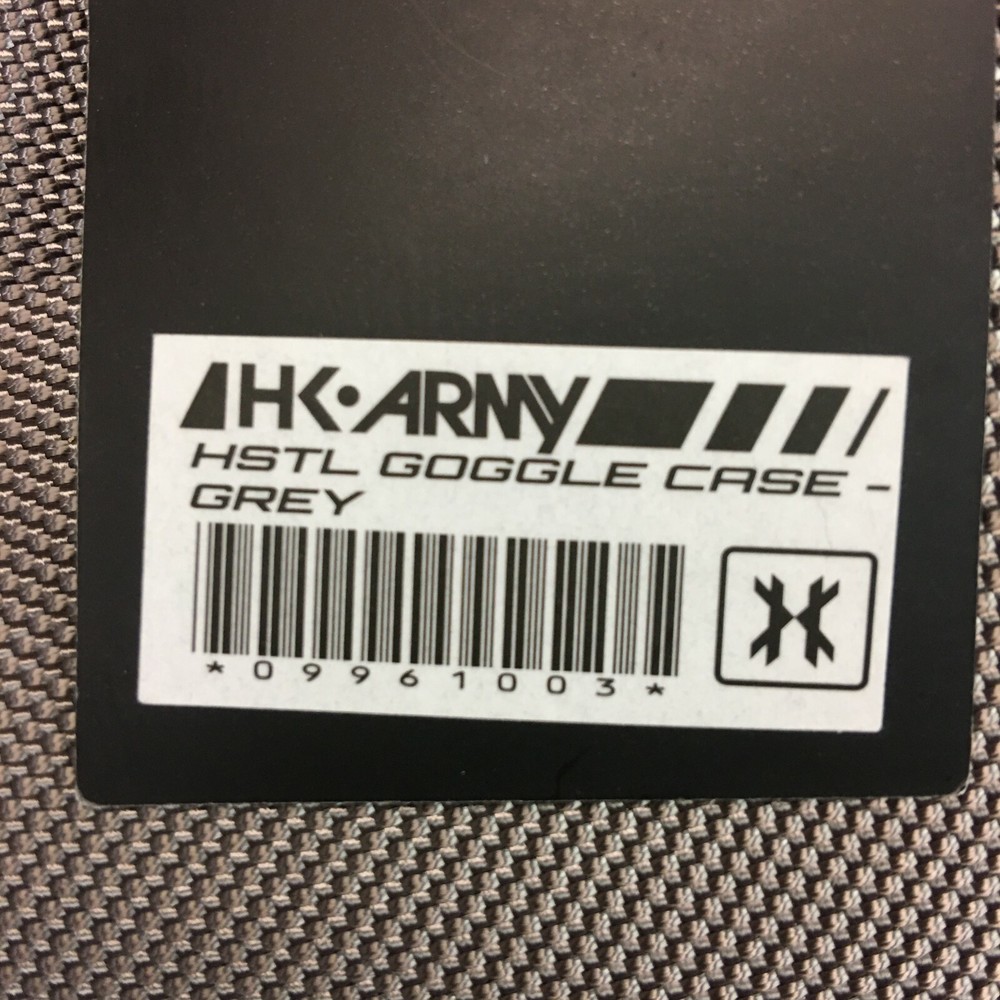 HK•ARMY
HSTL GOGGLE CASE -
GREY
*09961003*